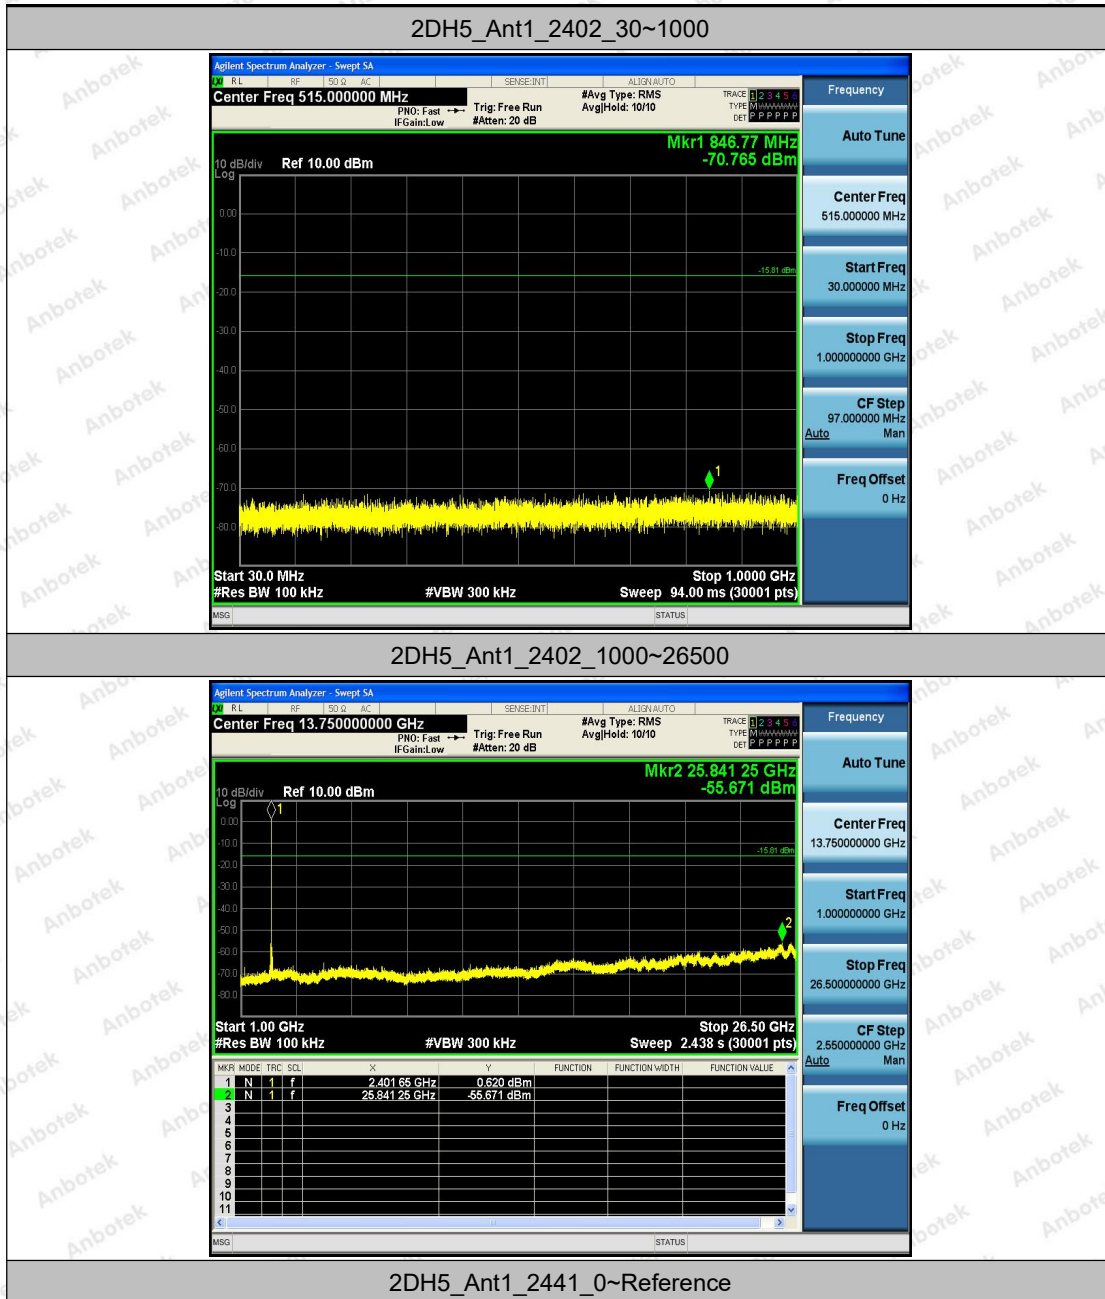 2DH5_Ant1_2402_30~1000
Agilent Spectrum Analyzer - Swept SA
RL RF 50 Ω AC SENSE:INT ALIGN AUTO
Center Freq 515.000000 MHz
PNO: Fast
IFGain:Low
Trig: Free Run
#Atten: 20 dB
#Avg Type: RMS
Avg|Hold: 10/10
TRACE 1 2 3 4 5 6
TYPE M
DET P P P P P P
Mkr1 846.77 MHz
-70.765 dBm
10 dB/div
Log
Ref 10.00 dBm
0.00
-10.0
-15.81 dBm
-20.0
-30.0
-40.0
-50.0
-60.0
1
-70.0
-80.0
Start 30.0 MHz
Stop 1.0000 GHz
#Res BW 100 kHz
#VBW 300 kHz
Sweep 94.00 ms (30001 pts)
MSG
STATUS
Frequency
Auto Tune
Center Freq
515.000000 MHz
Start Freq
30.000000 MHz
Stop Freq
1.000000000 GHz
CF Step
97.000000 MHz
Auto Man
Freq Offset
0 Hz
2DH5_Ant1_2402_1000~26500
Agilent Spectrum Analyzer - Swept SA
RL RF 50 Ω AC SENSE:INT ALIGN AUTO
Center Freq 13.750000000 GHz
PNO: Fast
IFGain:Low
Trig: Free Run
#Atten: 20 dB
#Avg Type: RMS
Avg|Hold: 10/10
TRACE 1 2 3 4 5 6
TYPE M
DET P P P P P P
Mkr2 25.841 25 GHz
-55.671 dBm
10 dB/div
Log
Ref 10.00 dBm
1
0.00
-10.0
-15.81 dBm
-20.0
-30.0
-40.0
2
-50.0
-60.0
-70.0
-80.0
Start 1.00 GHz
Stop 26.50 GHz
#Res BW 100 kHz
#VBW 300 kHz
Sweep 2.438 s (30001 pts)
MKR MODE TRC SCL X Y FUNCTION FUNCTION WIDTH FUNCTION VALUE
1 N 1 f 2.401 65 GHz 0.620 dBm
2 N 1 f 25.841 25 GHz -55.671 dBm
3
4
5
6
7
8
9
10
11
MSG
STATUS
Frequency
Auto Tune
Center Freq
13.750000000 GHz
Start Freq
1.000000000 GHz
Stop Freq
26.500000000 GHz
CF Step
2.550000000 GHz
Auto Man
Freq Offset
0 Hz
2DH5_Ant1_2441_0~Reference
Anbotek